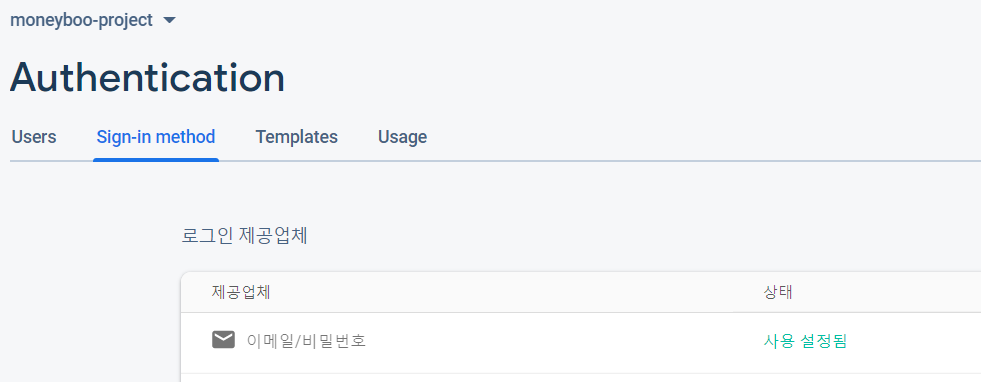 moneyboo-project
Authentication
Users Sign-in method Templates Usage
로그인 제공업체
제공업체 상태
이메일/비밀번호 사용 설정됨